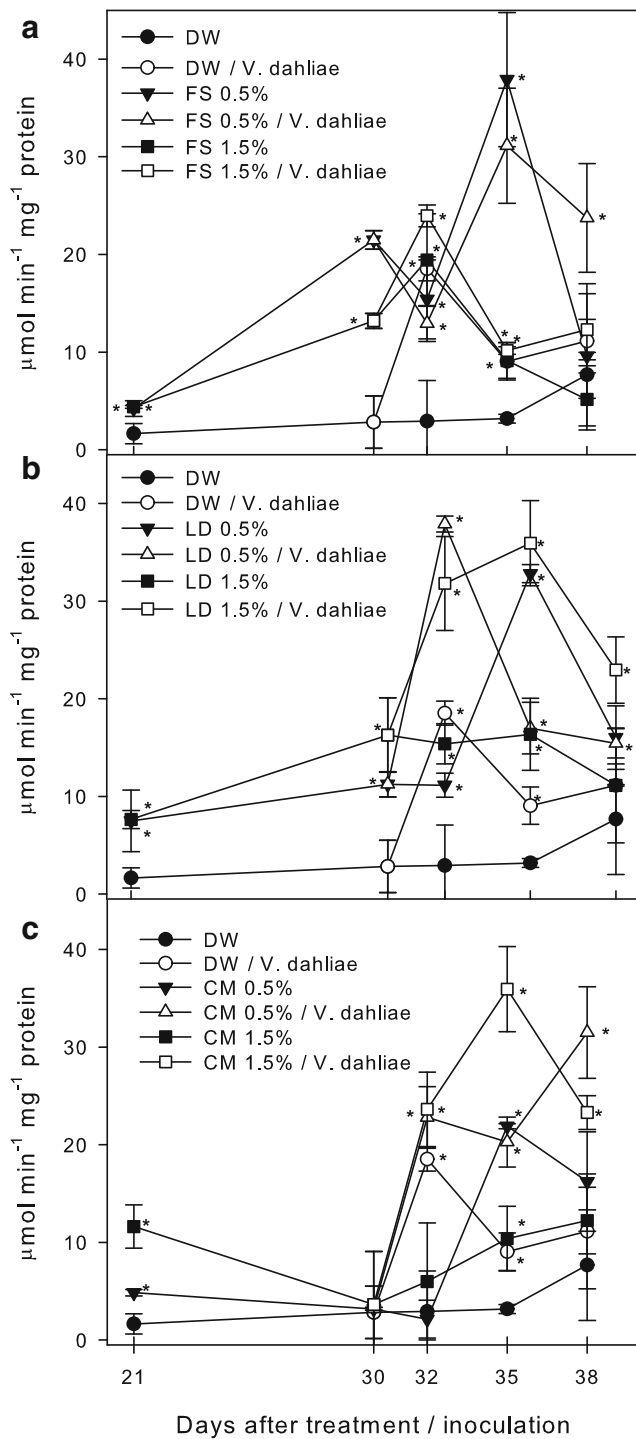 a
DW
DW / V. dahliae
FS 0.5%
FS 0.5% / V. dahliae
FS 1.5%
FS 1.5% / V. dahliae
40
30
20
10
0
μmol min⁻¹ mg⁻¹ protein
b
DW
DW / V. dahliae
LD 0.5%
LD 0.5% / V. dahliae
LD 1.5%
LD 1.5% / V. dahliae
40
30
20
10
0
μmol min⁻¹ mg⁻¹ protein
c
DW
DW / V. dahliae
CM 0.5%
CM 0.5% / V. dahliae
CM 1.5%
CM 1.5% / V. dahliae
40
30
20
10
0
μmol min⁻¹ mg⁻¹ protein
21 30 32 35 38
Days after treatment / inoculation